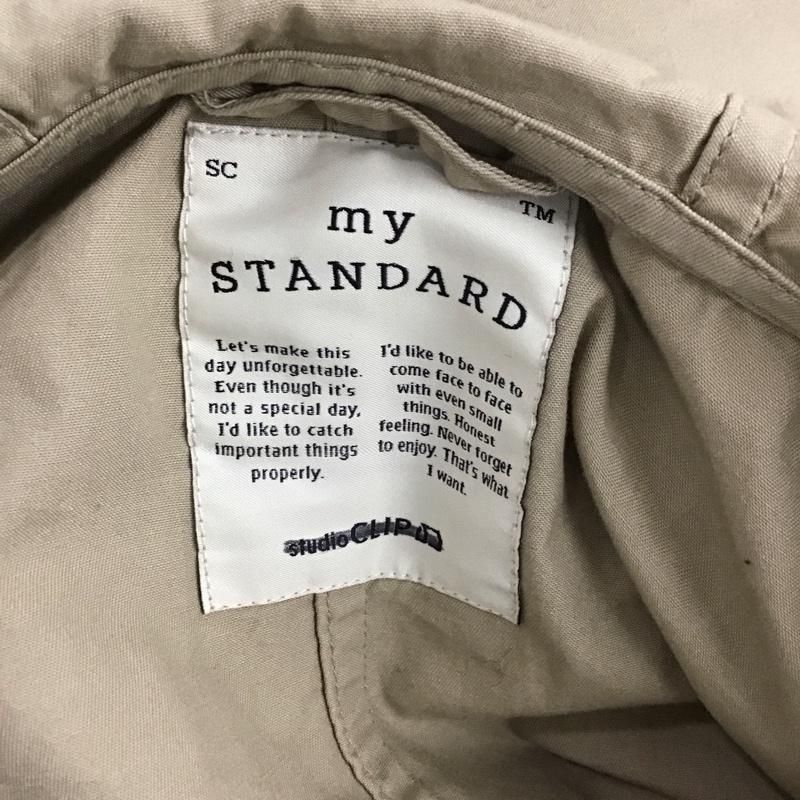 SC
TM
my
STANDARD
Let's make this
day unforgettable.
Even though it's
not a special day,
I'd like to catch
important things
properly.
I'd like to be able to
come face to face
with even small
things. Honest
feeling. Never forget
to enjoy. That's what
I want.
studio CLIP